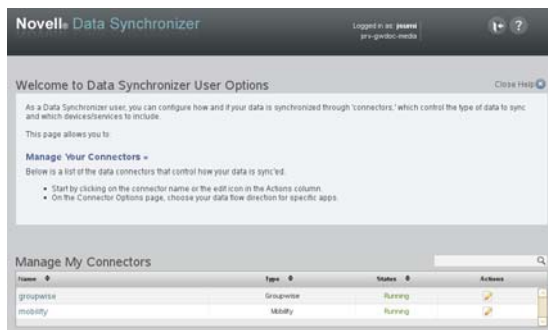 Novell® Data Synchronizer
Logged in as:
prv-gwdoc-media
?
Welcome to Data Synchronizer User Options
Close Help
As a Data Synchronizer user, you can configure how and if your data is synchronized through 'connectors,' which control the type of data to sync
and which devices/services to include.
This page allows you to
Manage Your Connectors »
Below is a list of the data connectors that control how your data is sync'ed.
• Start by clicking on the connector name or the edit icon in the Actions column.
• On the Connector Options page, choose your data flow direction for specific apps.
Manage My Connectors
Name Type Status Actions
groupwise Groupwise Running
mobility Mobility Running